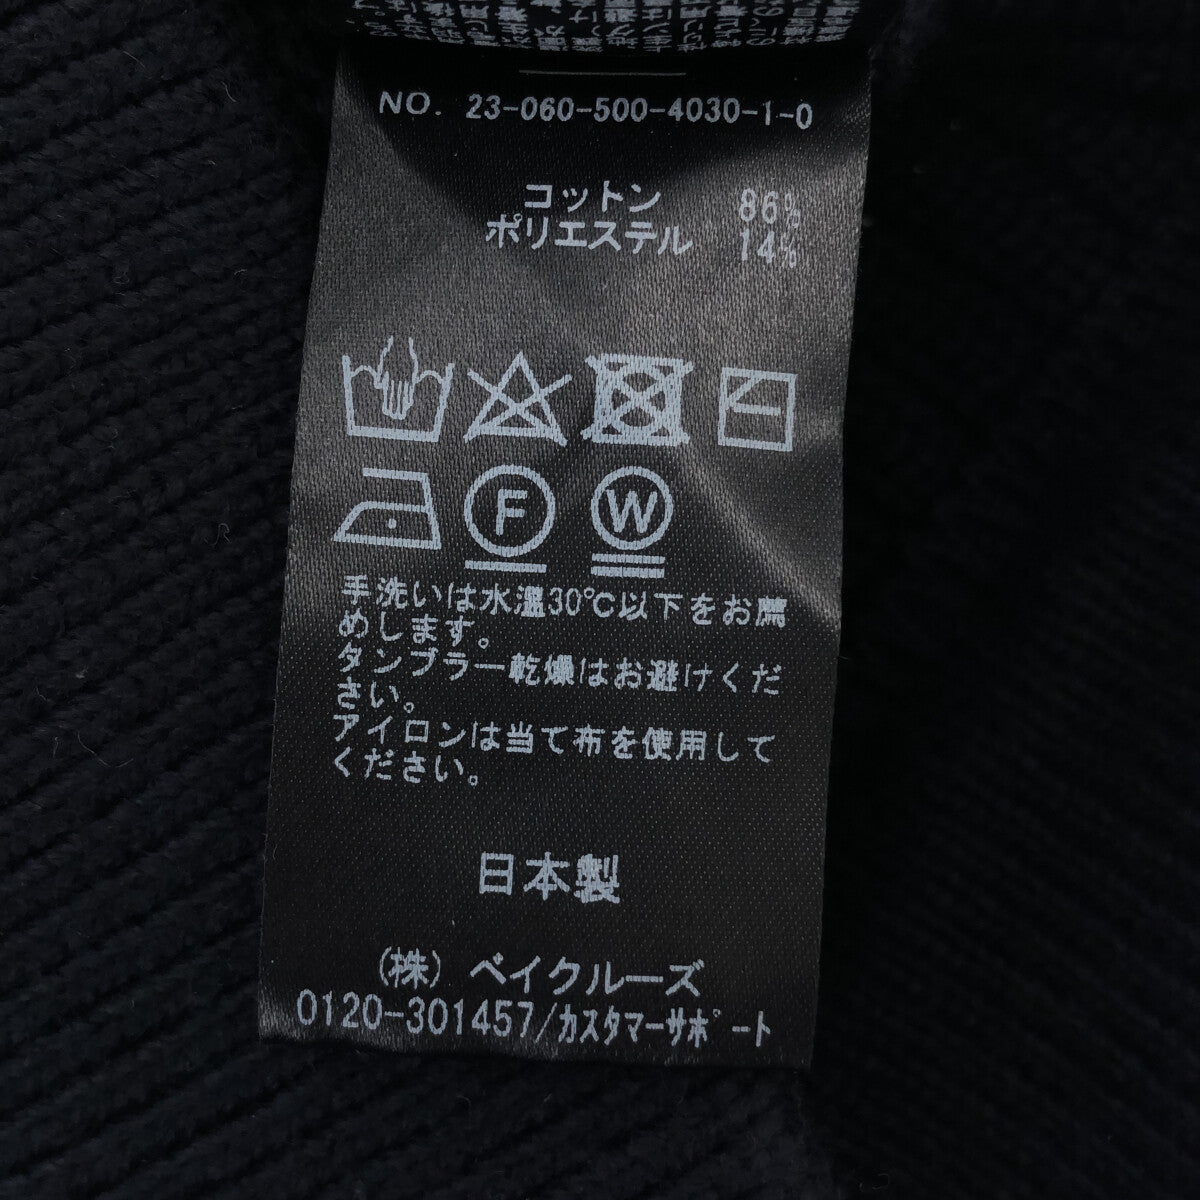 NO. 23-060-500-4030-1-0
コットン 86%
ポリエステル 14%
F W
手洗いは水温30℃以下をお薦
めします。
タンブラー乾燥はお避けくだ
さい。
アイロンは当て布を使用して
ください。
日本製
(株) ベイクルーズ
0120-301457/カスタマーサポート